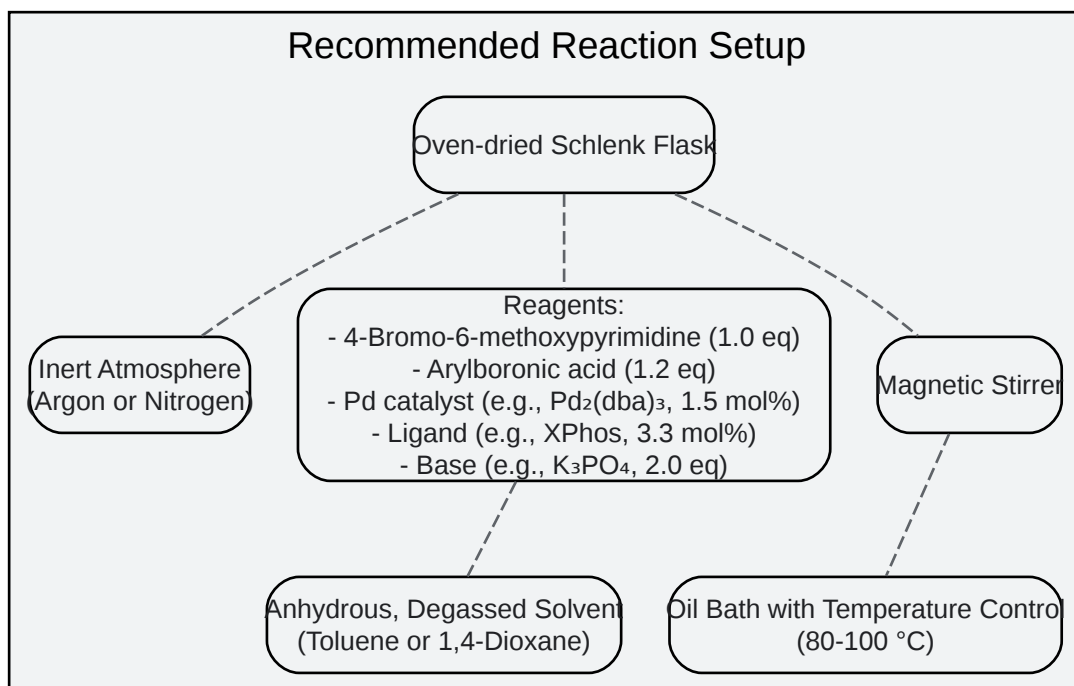 Recommended Reaction Setup
Oven-dried Schlenk Flask
Inert Atmosphere
(Argon or Nitrogen)
Reagents:
- 4-Bromo-6-methoxypyrimidine (1.0 eq)
- Arylboronic acid (1.2 eq)
- Pd catalyst (e.g., Pd₂(dba)₃, 1.5 mol%)
- Ligand (e.g., XPhos, 3.3 mol%)
- Base (e.g., K₃PO₄, 2.0 eq)
Magnetic Stirrer
Anhydrous, Degassed Solvent
(Toluene or 1,4-Dioxane)
Oil Bath with Temperature Control
(80-100 °C)